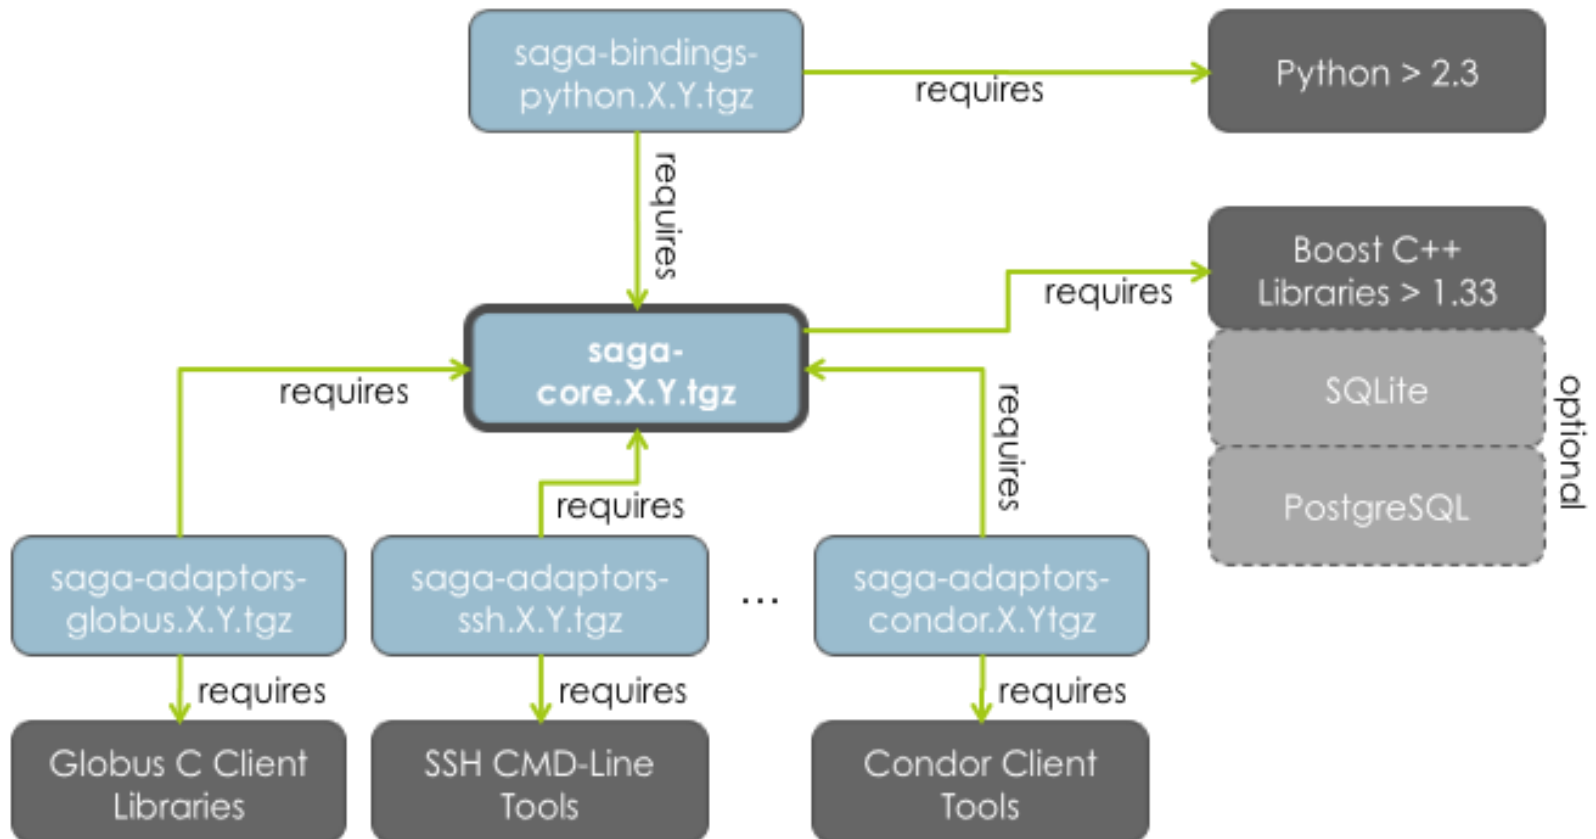 saga-bindings-
python.X.Y.tgz
requires
Python > 2.3
requires
Boost C++
Libraries > 1.33
requires
saga-
core.X.Y.tgz
SQLite
PostgreSQL
optional
requires
requires
requires
saga-adaptors-
globus.X.Y.tgz
saga-adaptors-
ssh.X.Y.tgz
...
saga-adaptors-
condor.X.Ytgz
requires
requires
requires
Globus C Client
Libraries
SSH CMD-Line
Tools
Condor Client
Tools